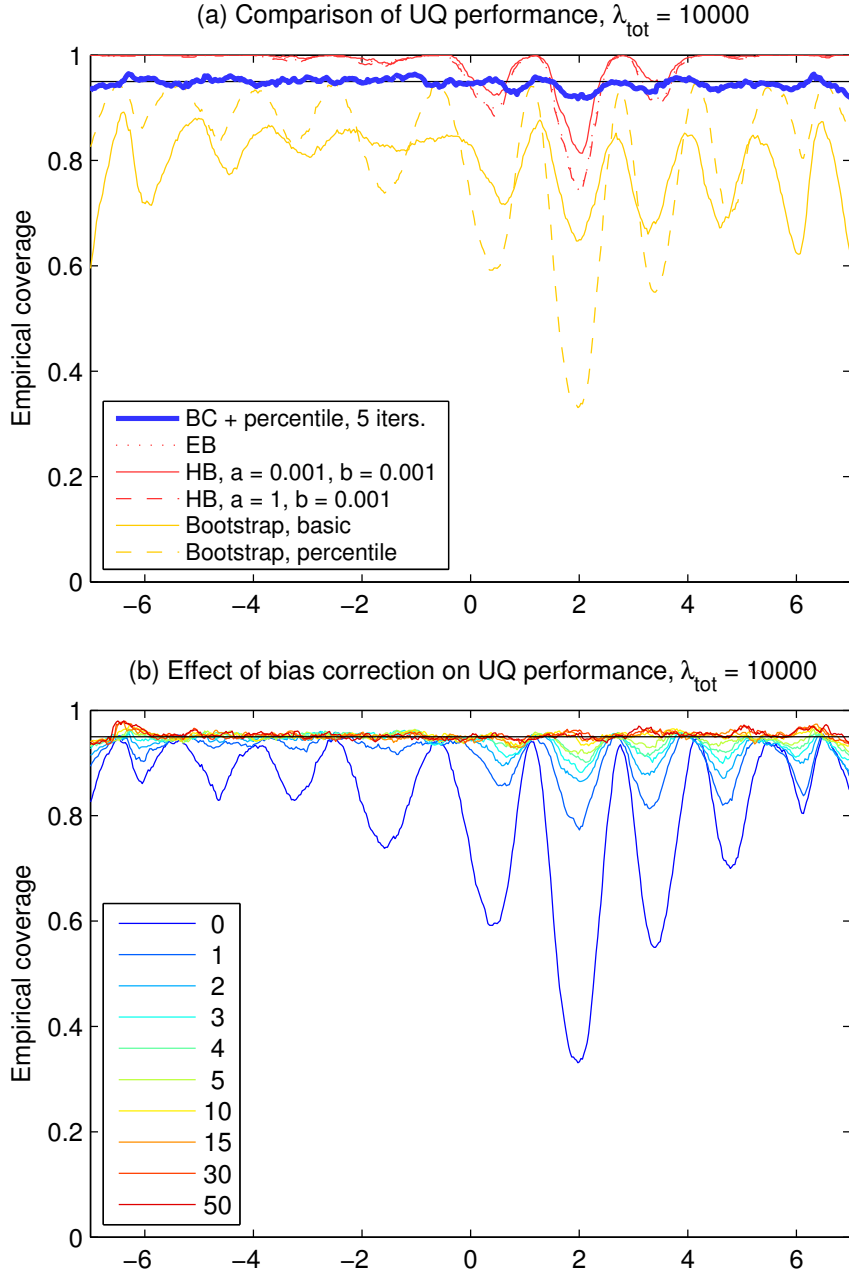 (a) Comparison of UQ performance, λtot = 10000
1
0.8
0.6
0.4
0.2
0
Empirical coverage
BC + percentile, 5 iters.
EB
HB, a = 0.001, b = 0.001
HB, a = 1, b = 0.001
Bootstrap, basic
Bootstrap, percentile
−6 −4 −2 0 2 4 6
(b) Effect of bias correction on UQ performance, λtot = 10000
1
0.8
0.6
0.4
0.2
0
Empirical coverage
0
1
2
3
4
5
10
15
30
50
−6 −4 −2 0 2 4 6